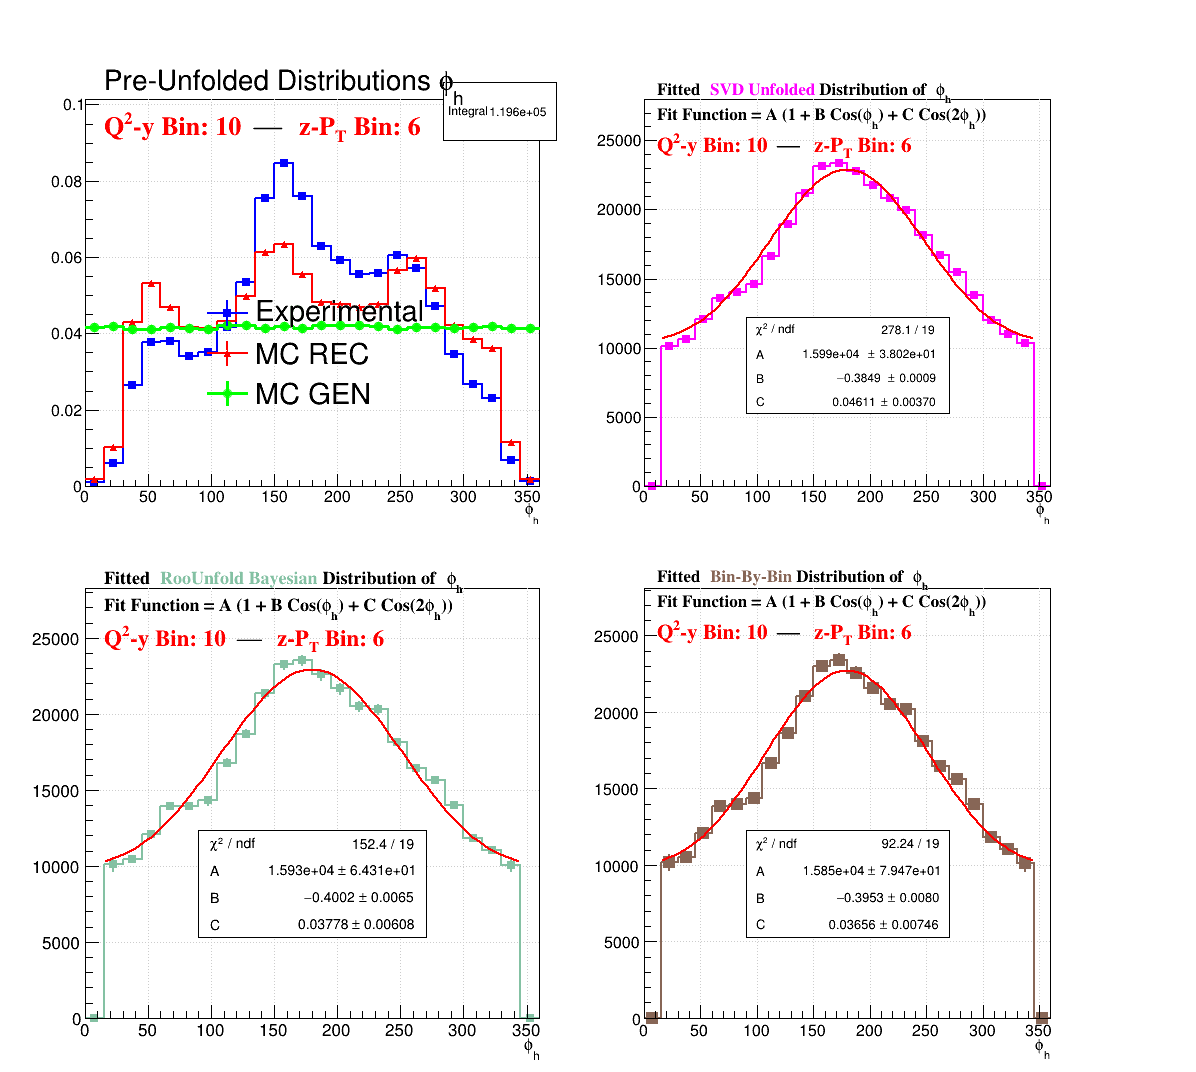 Pre-Unfolded Distributions ϕh
Integral 1.196e+05
Q2-y Bin: 10 — z-PT Bin: 6
0.1
0.08
0.06
0.04
0.02
0
Experimental
MC REC
MC GEN
0 50 100 150 200 250 300 350
ϕh
Fitted SVD Unfolded Distribution of ϕh
Fit Function = A (1 + B Cos(ϕh) + C Cos(2ϕh))
Q2-y Bin: 10 — z-PT Bin: 6
25000
20000
15000
10000
5000
0
χ2 / ndf 278.1 / 19
A 1.599e+04 ± 3.802e+01
B −0.3849 ± 0.0009
C 0.04611 ± 0.00370
0 50 100 150 200 250 300 350
ϕh
Fitted RooUnfold Bayesian Distribution of ϕh
Fit Function = A (1 + B Cos(ϕh) + C Cos(2ϕh))
Q2-y Bin: 10 — z-PT Bin: 6
25000
20000
15000
10000
5000
0
χ2 / ndf 152.4 / 19
A 1.593e+04 ± 6.431e+01
B −0.4002 ± 0.0065
C 0.03778 ± 0.00608
0 50 100 150 200 250 300 350
ϕh
Fitted Bin-By-Bin Distribution of ϕh
Fit Function = A (1 + B Cos(ϕh) + C Cos(2ϕh))
Q2-y Bin: 10 — z-PT Bin: 6
25000
20000
15000
10000
5000
0
χ2 / ndf 92.24 / 19
A 1.585e+04 ± 7.947e+01
B −0.3953 ± 0.0080
C 0.03656 ± 0.00746
0 50 100 150 200 250 300 350
ϕh